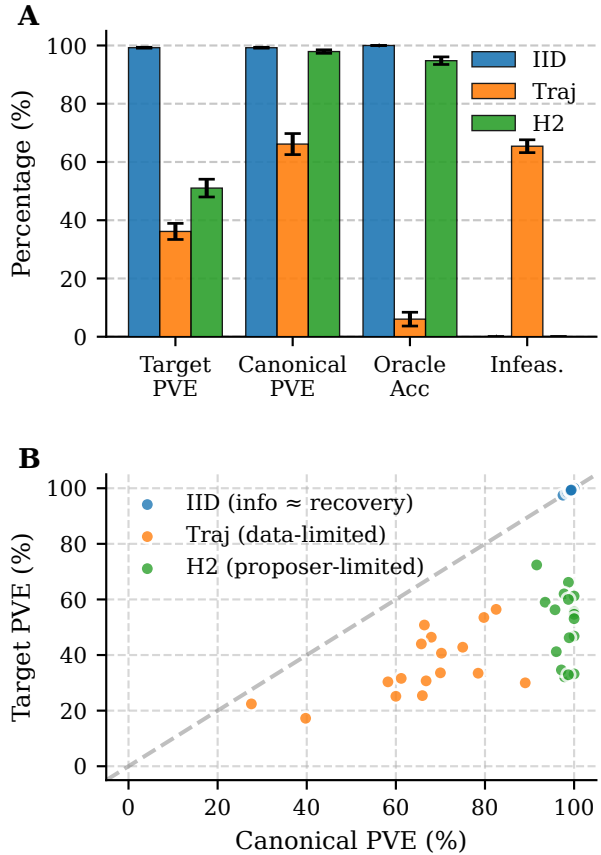 A
Percentage (%)
100
80
60
40
20
0
IID
Traj
H2
Target
PVE
Canonical
PVE
Oracle
Acc
Infeas.
B
Target PVE (%)
100
80
60
40
20
0
IID (info ≈ recovery)
Traj (data-limited)
H2 (proposer-limited)
0
20
40
60
80
100
Canonical PVE (%)